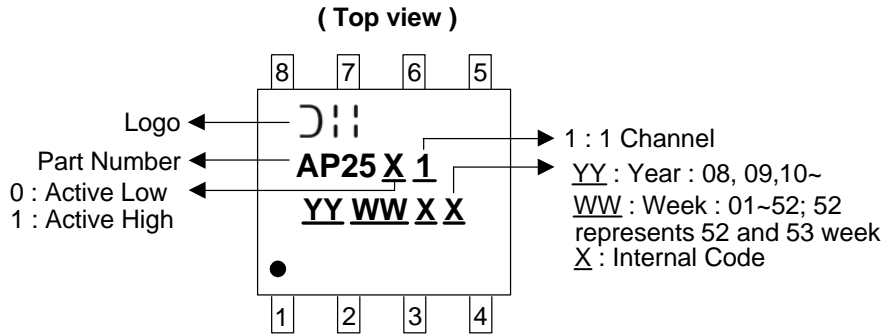 ( Top view )
8 7 6 5
Logo
Part Number
0 : Active Low
1 : Active High
AP25 X 1
YY WW X X
1 : 1 Channel
YY : Year : 08, 09,10~
WW : Week : 01~52; 52
represents 52 and 53 week
X : Internal Code
1 2 3 4